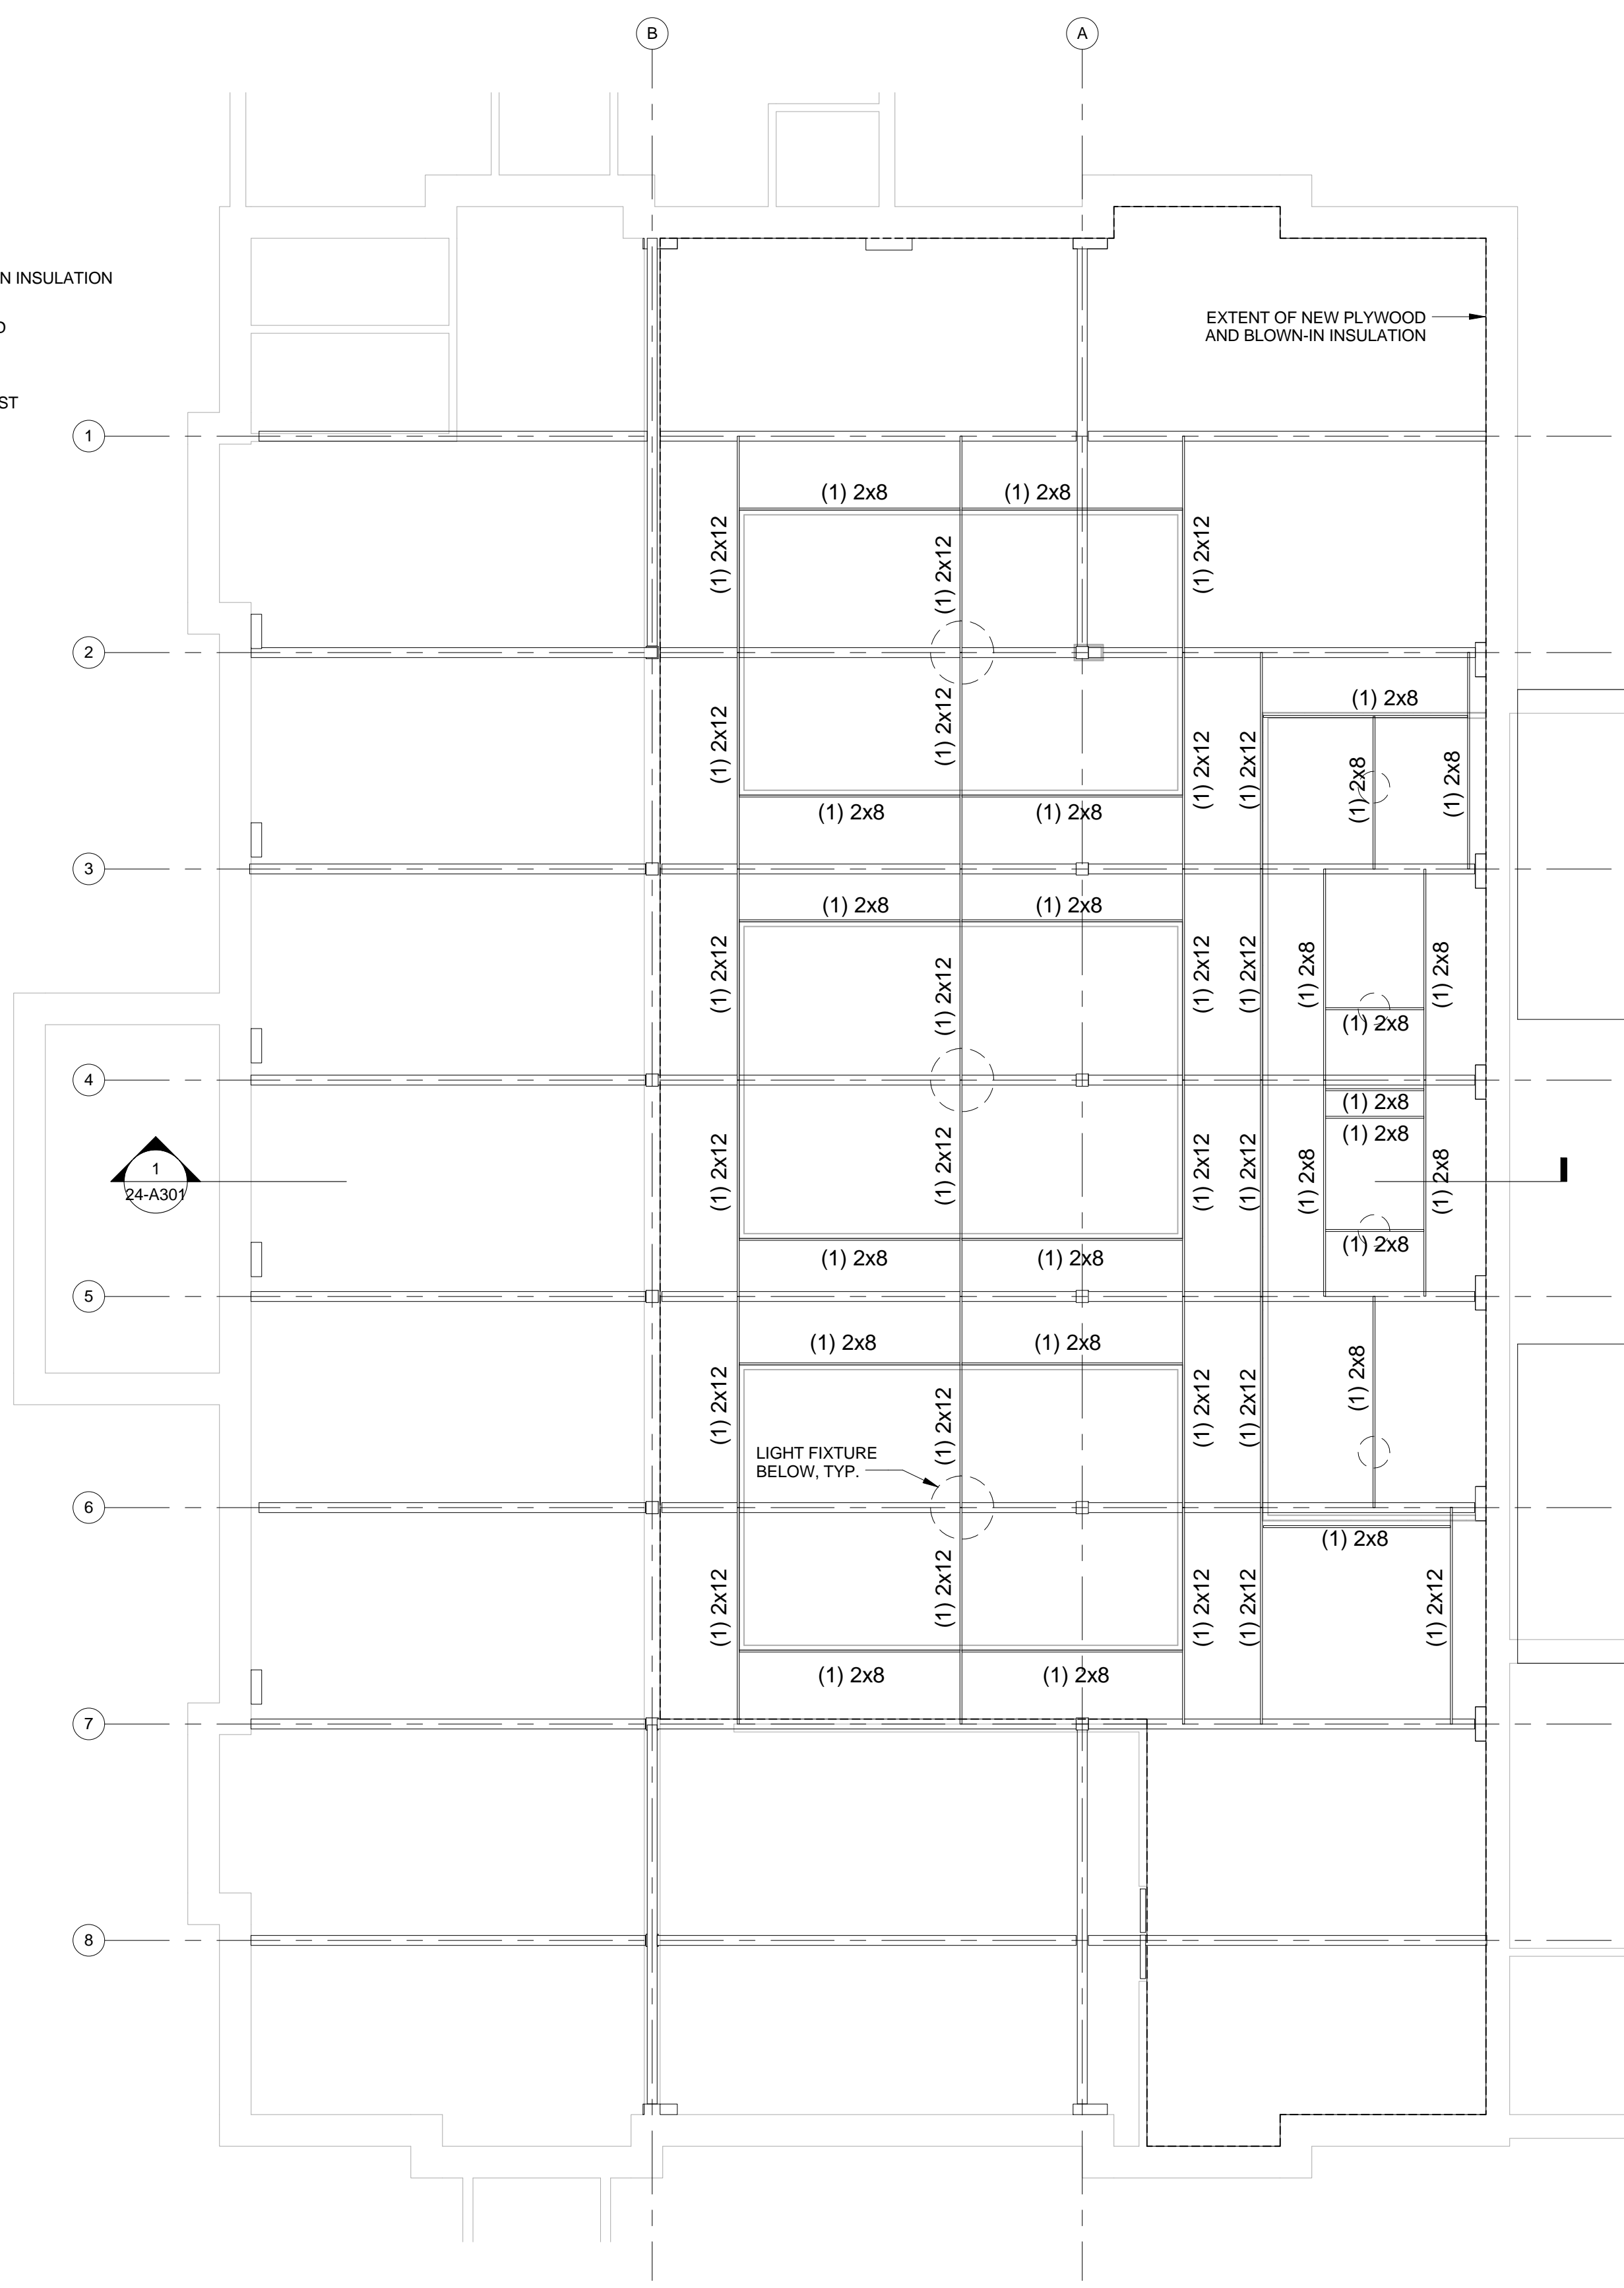 B
A
N INSULATION
EXTENT OF NEW PLYWOOD
AND BLOWN-IN INSULATION
ST
1
(1) 2x8
(1) 2x8
(1) 2x12
(1) 2x12
(1) 2x12
2
(1) 2x8
(1) 2x12
(1) 2x12
(1) 2x12
(1) 2x12
(1) 2x8
(1) 2x8
(1) 2x8
(1) 2x8
3
(1) 2x8
(1) 2x8
(1) 2x12
(1) 2x12
(1) 2x12
(1) 2x12
(1) 2x8
(1) 2x8
(1) 2x8
4
(1) 2x8
(1) 2x8
1
24-A301
(1) 2x12
(1) 2x12
(1) 2x12
(1) 2x12
(1) 2x8
(1) 2x8
(1) 2x8
(1) 2x8
(1) 2x8
5
(1) 2x8
(1) 2x8
(1) 2x12
(1) 2x12
(1) 2x12
(1) 2x12
(1) 2x8
LIGHT FIXTURE
BELOW, TYP.
6
(1) 2x8
(1) 2x12
(1) 2x12
(1) 2x12
(1) 2x12
(1) 2x12
(1) 2x8
(1) 2x8
7
8